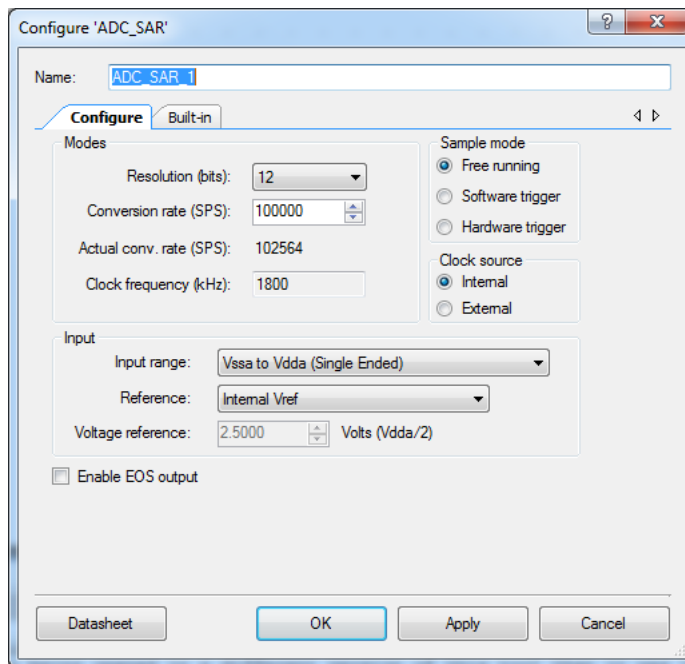 Configure 'ADC_SAR'
Name: ADC_SAR_1
Configure Built-in
Modes
Resolution (bits): 12
Conversion rate (SPS): 100000
Actual conv. rate (SPS): 102564
Clock frequency (kHz): 1800
Sample mode
Free running
Software trigger
Hardware trigger
Clock source
Internal
External
Input
Input range: Vssa to Vdda (Single Ended)
Reference: Internal Vref
Voltage reference: 2.5000 Volts (Vdda/2)
Enable EOS output
Datasheet OK Apply Cancel